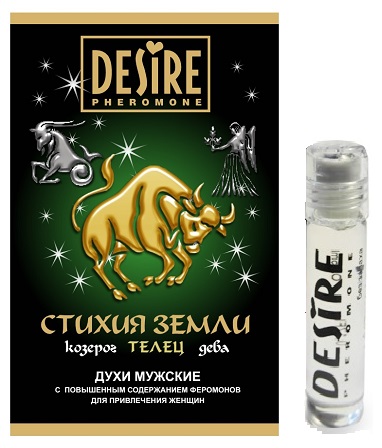 DESIRE
PHEROMONE
СТИХИЯ ЗЕМЛИ
козерог ТЕЛЕЦ дева
ДУХИ МУЖСКИЕ
С ПОВЫШЕННЫМ СОДЕРЖАНИЕМ ФЕРОМОНОВ
ДЛЯ ПРИВЛЕЧЕНИЯ ЖЕНЩИН
DESIRE
PHEROMONE